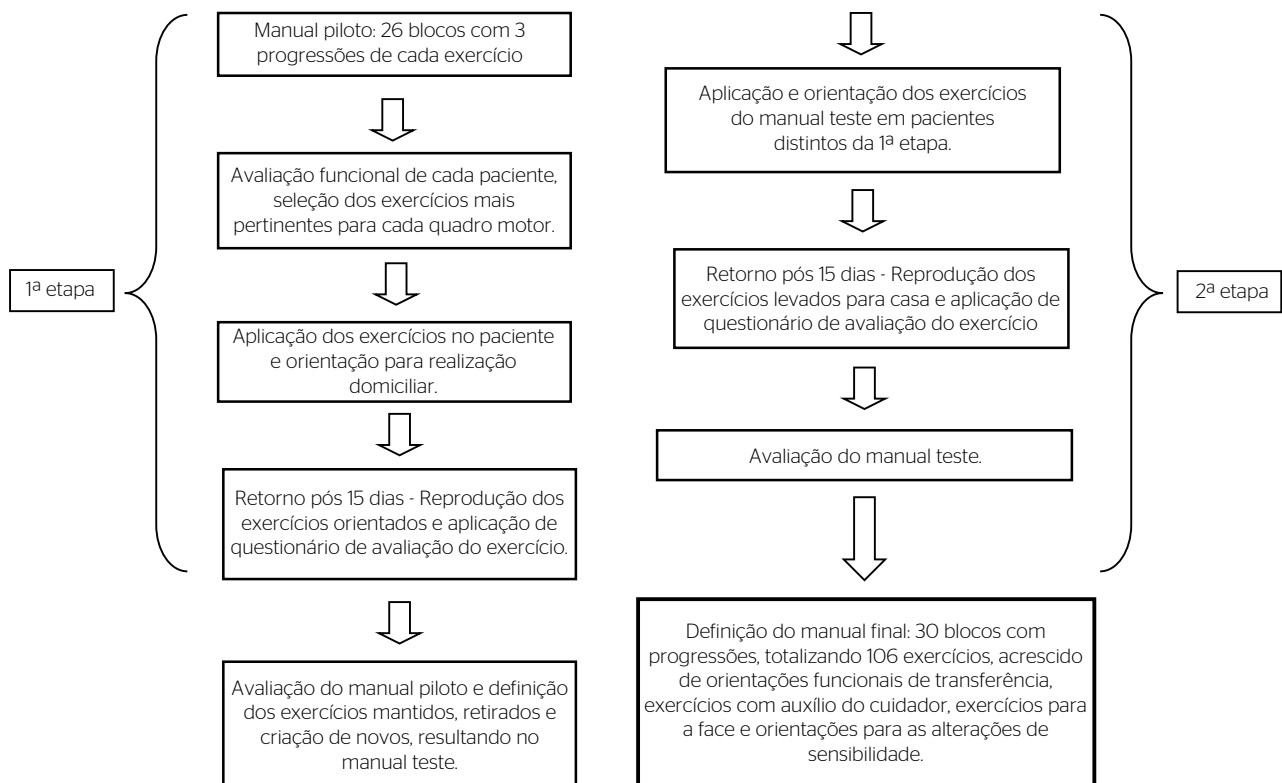 1ª etapa
Manual piloto: 26 blocos com 3
progressões de cada exercício
Avaliação funcional de cada paciente,
seleção dos exercícios mais
pertinentes para cada quadro motor.
Aplicação dos exercícios no paciente
e orientação para realização
domiciliar.
Retorno pós 15 dias - Reprodução dos
exercícios orientados e aplicação de
questionário de avaliação do exercício.
Avaliação do manual piloto e definição
dos exercícios mantidos, retirados e
criação de novos, resultando no
manual teste.
2ª etapa
Aplicação e orientação dos exercícios
do manual teste em pacientes
distintos da 1ª etapa.
Retorno pós 15 dias - Reprodução dos
exercícios levados para casa e aplicação de
questionário de avaliação do exercício
Avaliação do manual teste.
Definição do manual final: 30 blocos com
progressões, totalizando 106 exercícios, acrescido
de orientações funcionais de transferência,
exercícios com auxílio do cuidador, exercícios para
a face e orientações para as alterações de
sensibilidade.